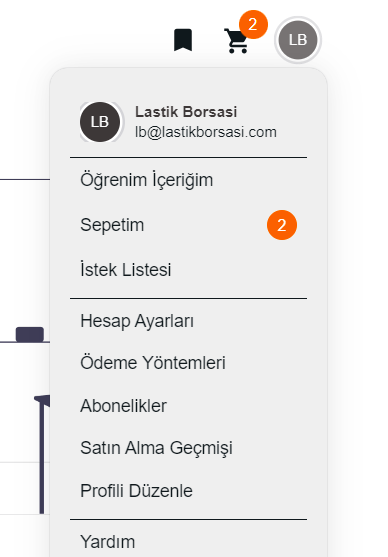 2
LB
LB
Lastik Borsasi
lb@lastikborsasi.com
Öğrenim İçeriğim
Sepetim
2
İstek Listesi
Hesap Ayarları
Ödeme Yöntemleri
Abonelikler
Satın Alma Geçmişi
Profili Düzenle
Yardım